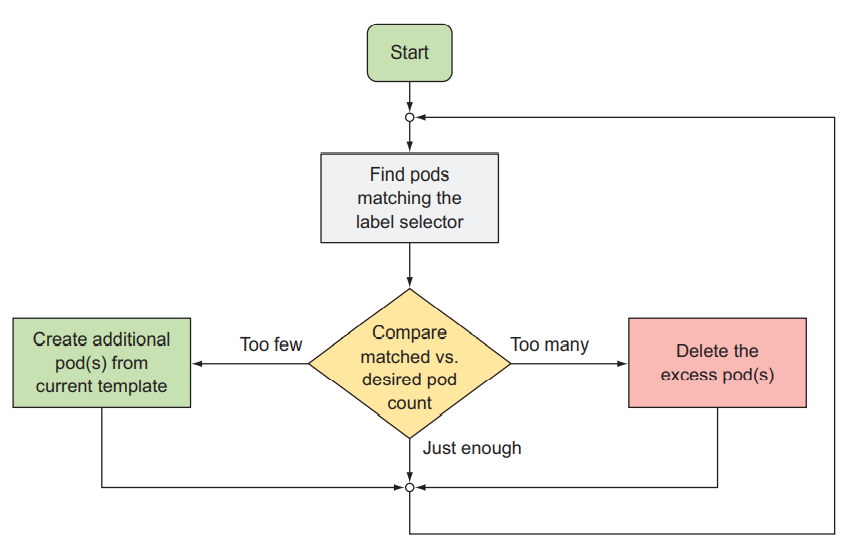 Start
Find pods
matching the
label selector
Compare
matched vs.
desired pod
count
Too few
Too many
Create additional
pod(s) from
current template
Delete the
excess pod(s)
Just enough